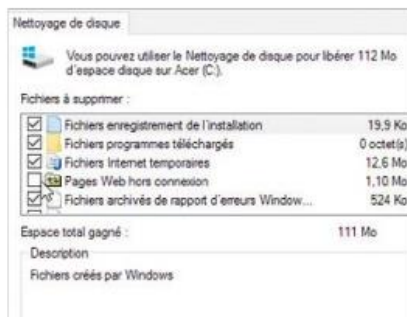 Nettoyage de disque
Vous pouvez utiliser le Nettoyage de disque pour libérer 112 Mo
d'espace disque sur Acer (C:).
Fichiers à supprimer :
Fichiers enregistrement de l'installation 19,9 Ko
Fichiers programmes téléchargés 0 octet(s)
Fichiers Internet temporaires 12,6 Mo
Pages Web hors connexion 1,10 Mo
Fichiers archivés de rapport d'erreurs Window... 524 Ko
Espace total gagné : 111 Mo
Description
Fichiers créés par Windows